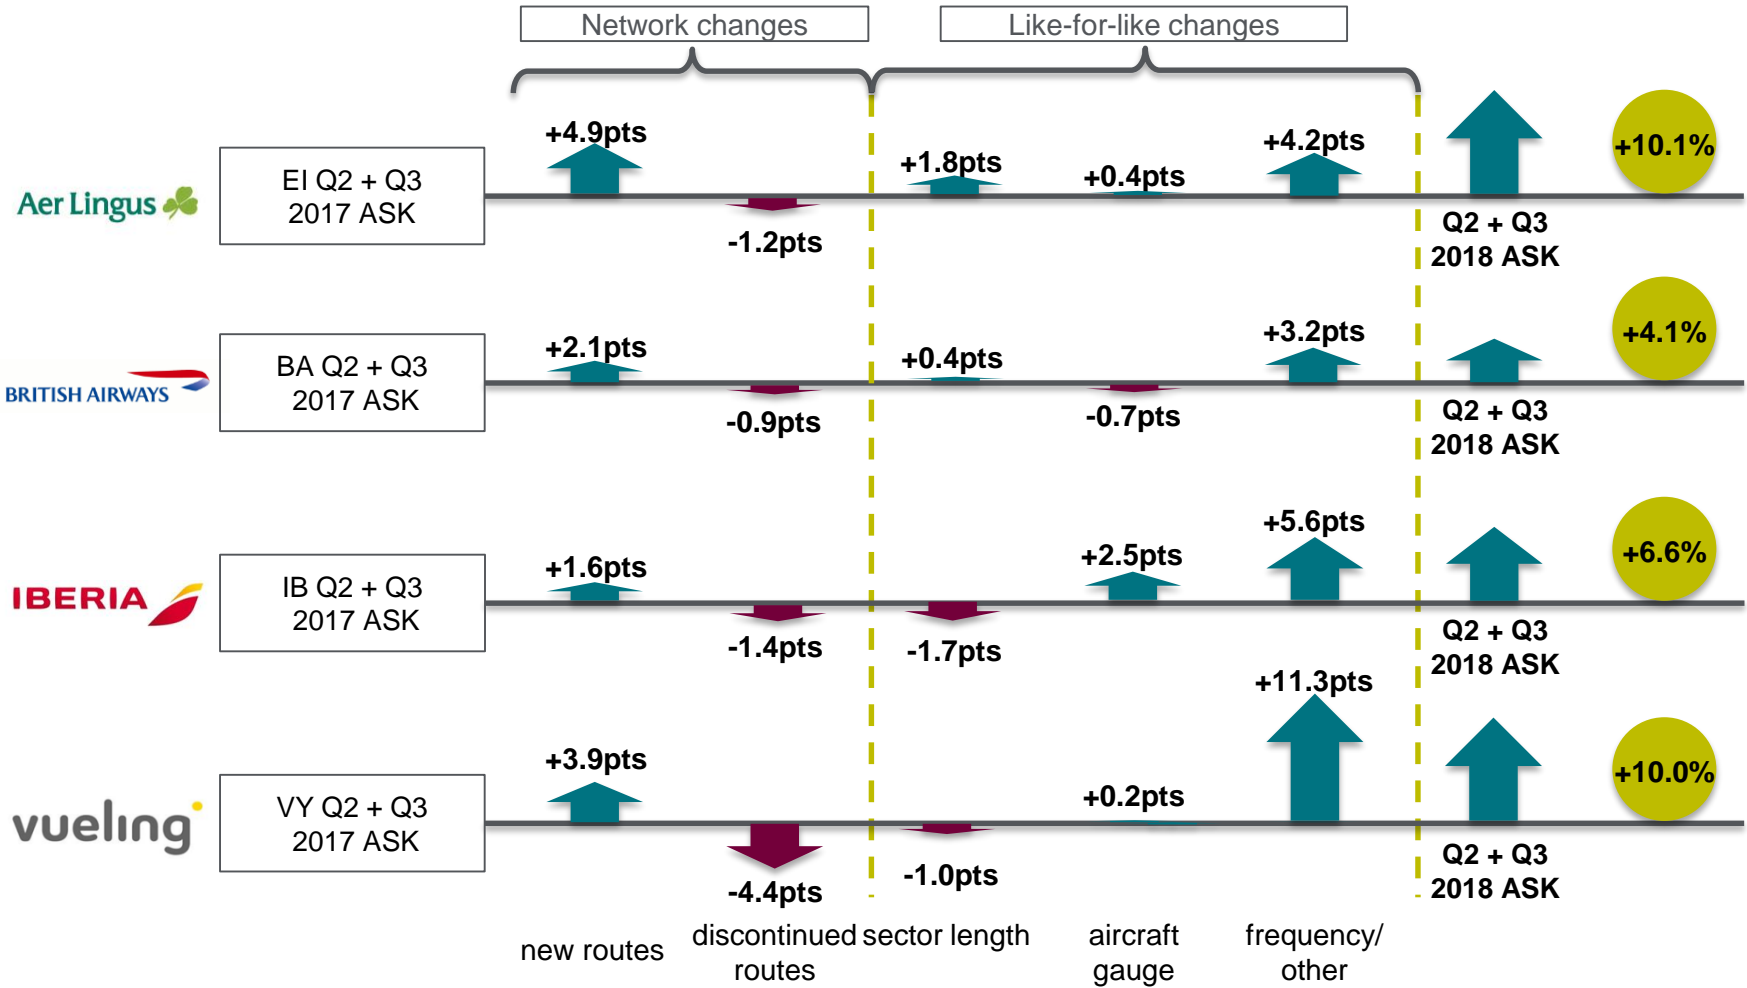 Network changes
Like-for-like changes
+4.9pts
+1.8pts
+0.4pts
+4.2pts
+10.1%
Aer Lingus
EI Q2 + Q3
2017 ASK
-1.2pts
Q2 + Q3
2018 ASK
+2.1pts
+0.4pts
+3.2pts
+4.1%
BRITISH AIRWAYS
BA Q2 + Q3
2017 ASK
-0.9pts
-0.7pts
Q2 + Q3
2018 ASK
+1.6pts
+2.5pts
+5.6pts
+6.6%
IBERIA
IB Q2 + Q3
2017 ASK
-1.4pts
-1.7pts
Q2 + Q3
2018 ASK
+3.9pts
+0.2pts
+11.3pts
+10.0%
vueling
VY Q2 + Q3
2017 ASK
-4.4pts
-1.0pts
Q2 + Q3
2018 ASK
new routes
discontinued
routes
sector length
aircraft
gauge
frequency/
other